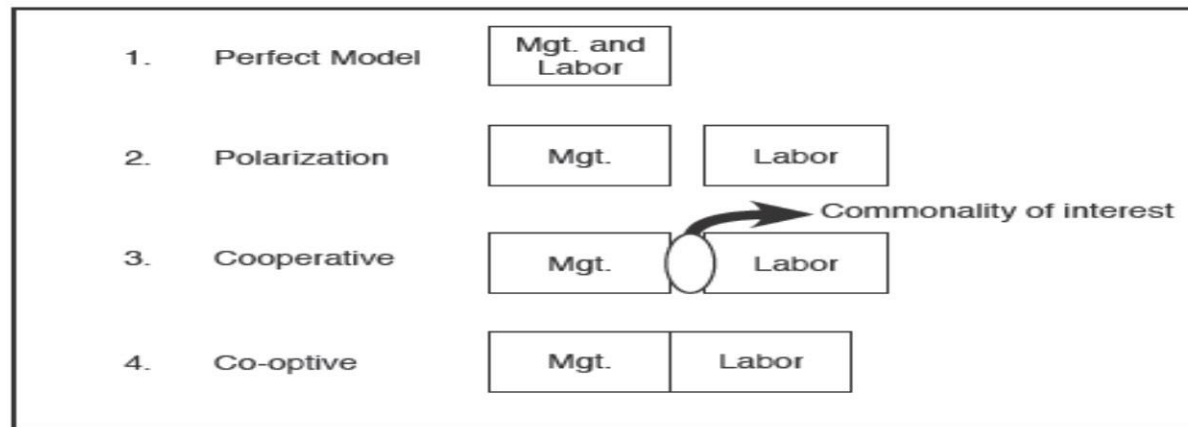 1. Perfect Model Mgt. and
Labor
2. Polarization Mgt. Labor
Commonality of interest
3. Cooperative Mgt. Labor
4. Co-optive Mgt. Labor